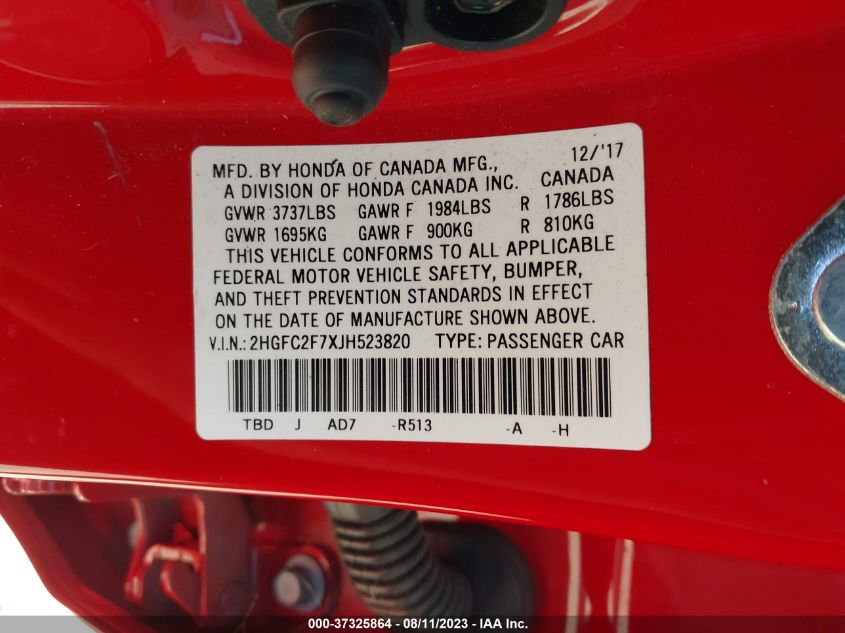 MFD. BY HONDA OF CANADA MFG., 12/'17
A DIVISION OF HONDA CANADA INC. CANADA
GVWR 3737LBS GAWR F 1984LBS R 1786LBS
GVWR 1695KG GAWR F 900KG R 810KG
THIS VEHICLE CONFORMS TO ALL APPLICABLE
FEDERAL MOTOR VEHICLE SAFETY, BUMPER,
AND THEFT PREVENTION STANDARDS IN EFFECT
ON THE DATE OF MANUFACTURE SHOWN ABOVE.
V.I.N.: 2HGFC2F7XJH523820 TYPE: PASSENGER CAR
TBD J AD7 -R513 -A -H
000-37325864 - 08/11/2023 - IAA Inc.